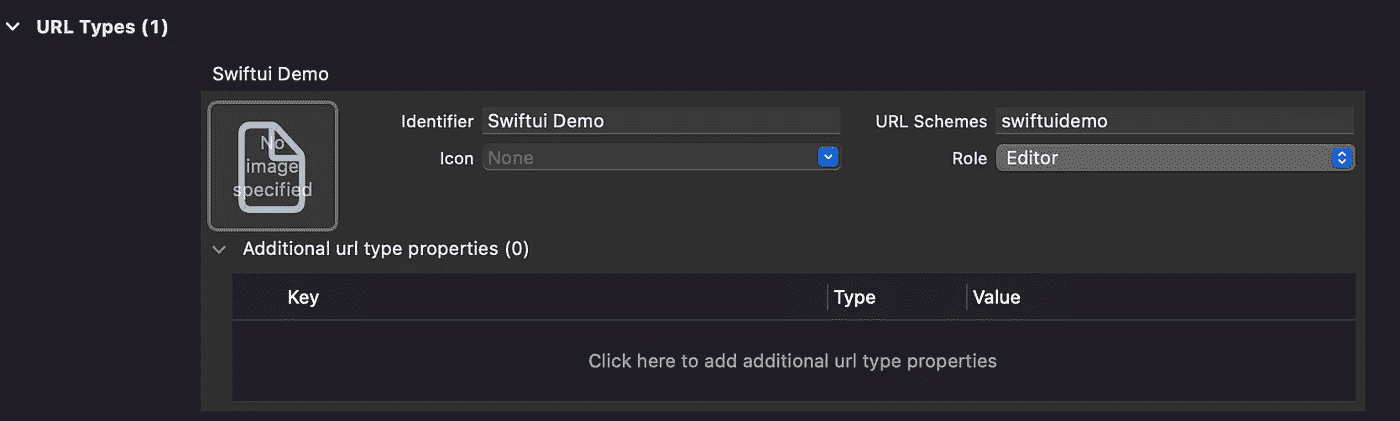 URL Types (1)
Swiftui Demo
No image specified
Identifier Swiftui Demo URL Schemes swiftuidemo
Icon None Role Editor
Additional url type properties (0)
Key Type Value
Click here to add additional url type properties